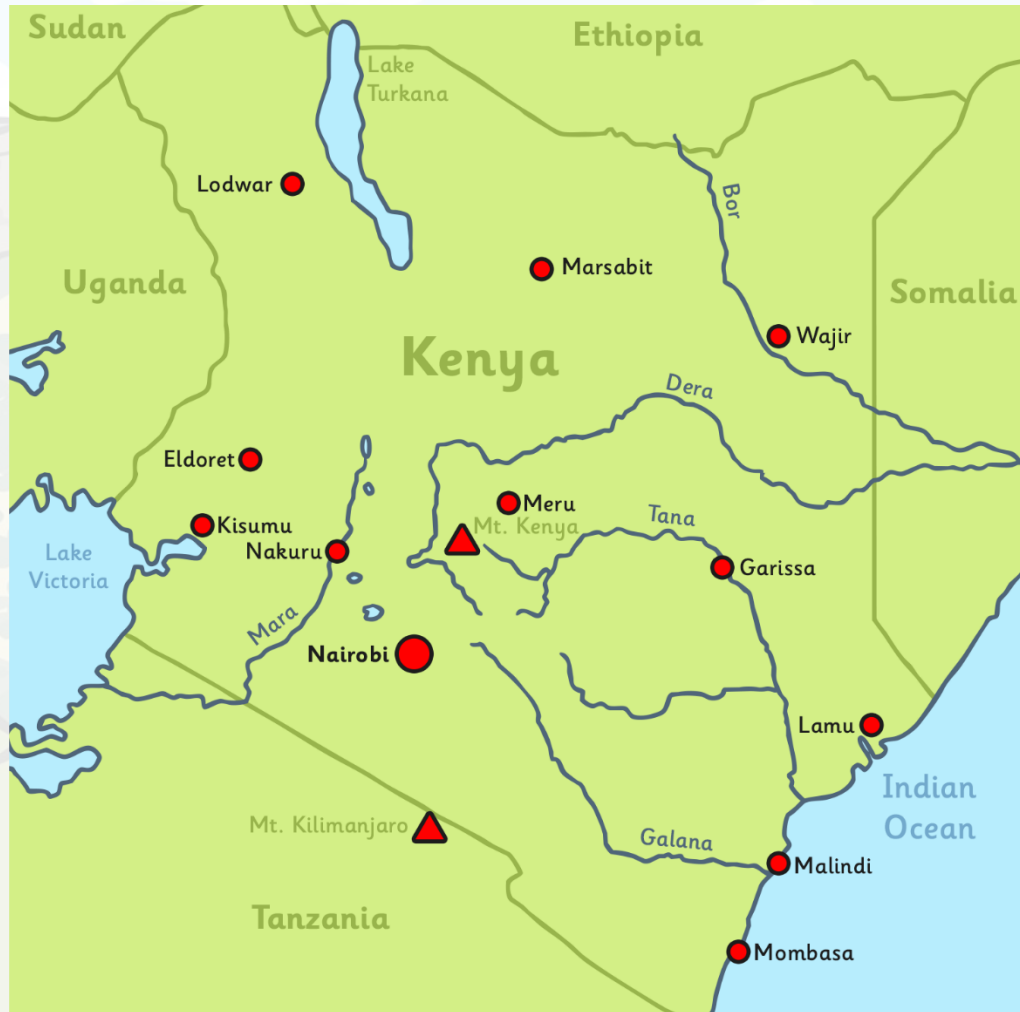 Sudan
Ethiopia
Lake
Turkana
Lodwar
Bor
Marsabit
Uganda
Somalia
Wajir
Kenya
Dera
Eldoret
Meru
Tana
Kisumu
Mt. Kenya
Nakuru
Lake
Victoria
Garissa
Mara
Nairobi
Lamu
Indian
Ocean
Mt. Kilimanjaro
Galana
Malindi
Tanzania
Mombasa